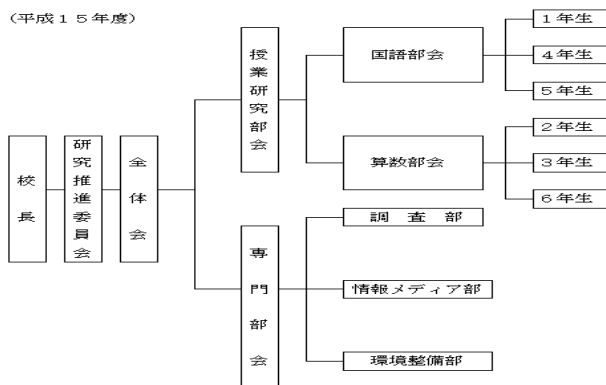 (平成15年度)
校長
研究推進委員会
全体会
授業研究部会
国語部会
1年生
4年生
5年生
算数部会
2年生
3年生
6年生
専門部会
調査部
情報メディア部
環境整備部